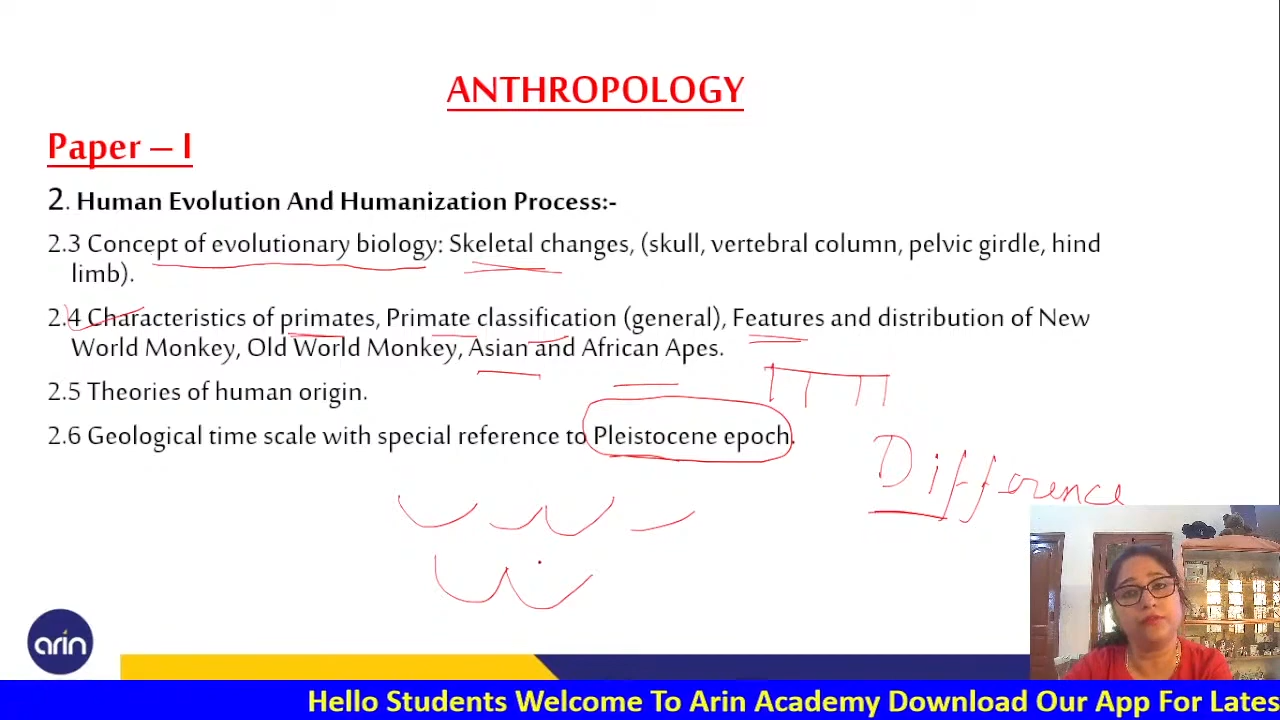 ANTHROPOLOGY
Paper – I
2. Human Evolution And Humanization Process:-
2.3 Concept of evolutionary biology: Skeletal changes, (skull, vertebral column, pelvic girdle, hind
limb).
2.4 Characteristics of primates, Primate classification (general), Features and distribution of New
World Monkey, Old World Monkey, Asian and African Apes.
2.5 Theories of human origin.
2.6 Geological time scale with special reference to Pleistocene epoch.
Difference
arin
Hello Students Welcome To Arin Academy Download Our App For Lates